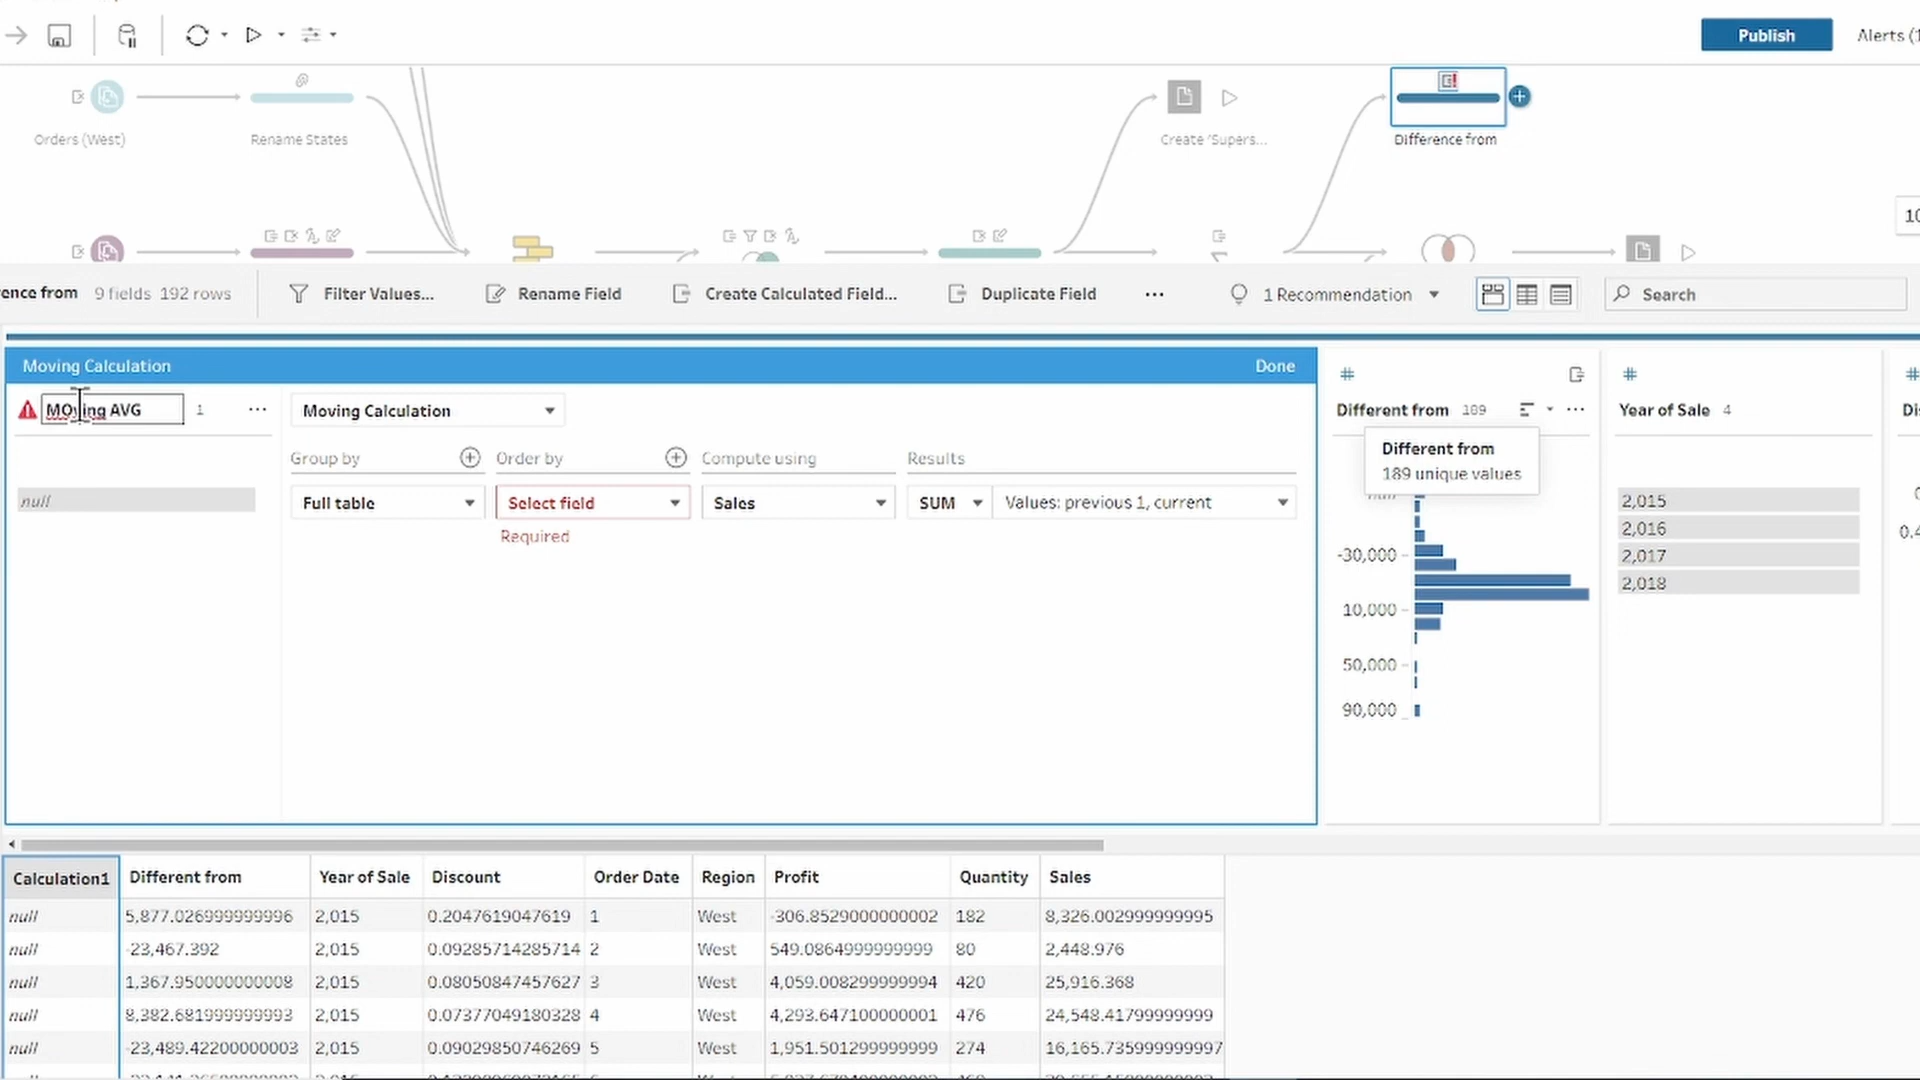 Publish
Alerts (1
Orders (West)
Rename States
Create 'Supers...
Difference from
10
ence from 9 fields 192 rows
Filter Values...
Rename Field
Create Calculated Field...
Duplicate Field
1 Recommendation
Search
Moving Calculation
Done
MOving AVG 1
Moving Calculation
Group by
Order by
Compute using
Results
null
Full table
Select field
Sales
SUM
Values: previous 1, current
Required
Different from 189
Different from
189 unique values
-30,000
10,000
50,000
90,000
Year of Sale 4
2,015
2,016
2,017
2,018
Di
0.4
Calculation1 Different from Year of Sale Discount Order Date Region Profit Quantity Sales
null 5,877.026999999996 2,015 0.2047619047619 1 West -306.8529000000002 182 8,326.002999999995
null -23,467.392 2,015 0.09285714285714 2 West 549.0864999999999 80 2,448.976
null 1,367.950000000008 2,015 0.08050847457627 3 West 4,059.008299999994 420 25,916.368
null 8,382.681999999993 2,015 0.07377049180328 4 West 4,293.647100000001 476 24,548.41799999999
null -23,489.42200000003 2,015 0.09029850746269 5 West 1,951.501299999999 274 16,165.735999999997